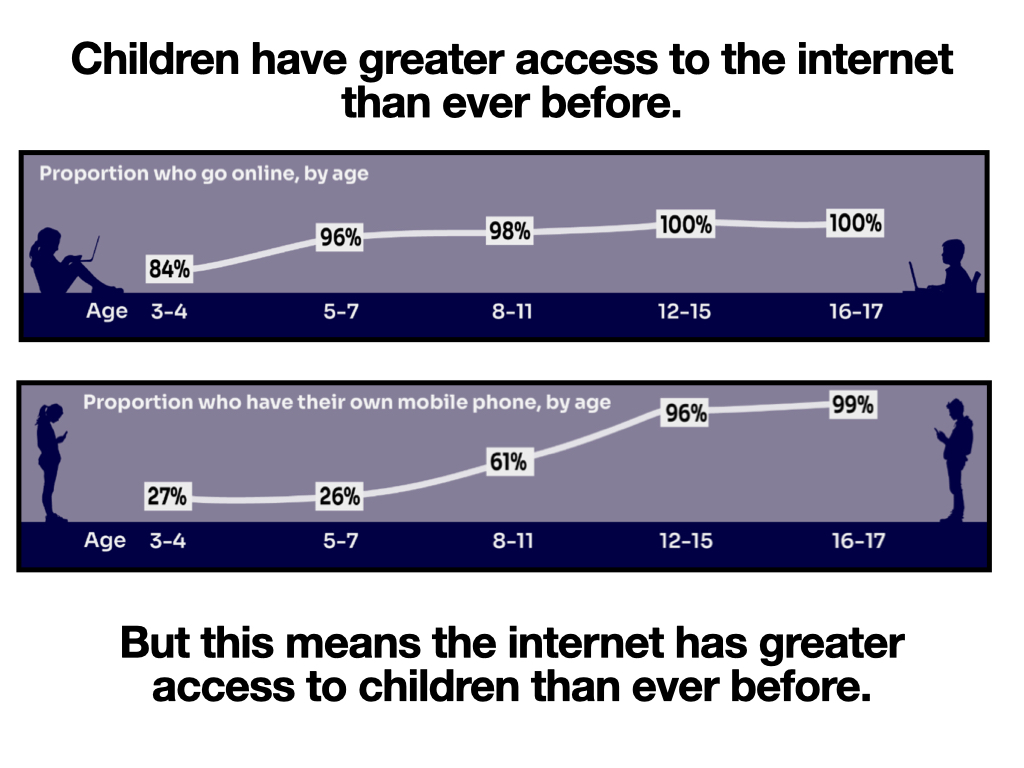 Children have greater access to the internet
than ever before.
Proportion who go online, by age
84% 96% 98% 100% 100%
Age 3–4 5–7 8–11 12–15 16–17
Proportion who have their own mobile phone, by age
27% 26% 61% 96% 99%
Age 3–4 5–7 8–11 12–15 16–17
But this means the internet has greater
access to children than ever before.